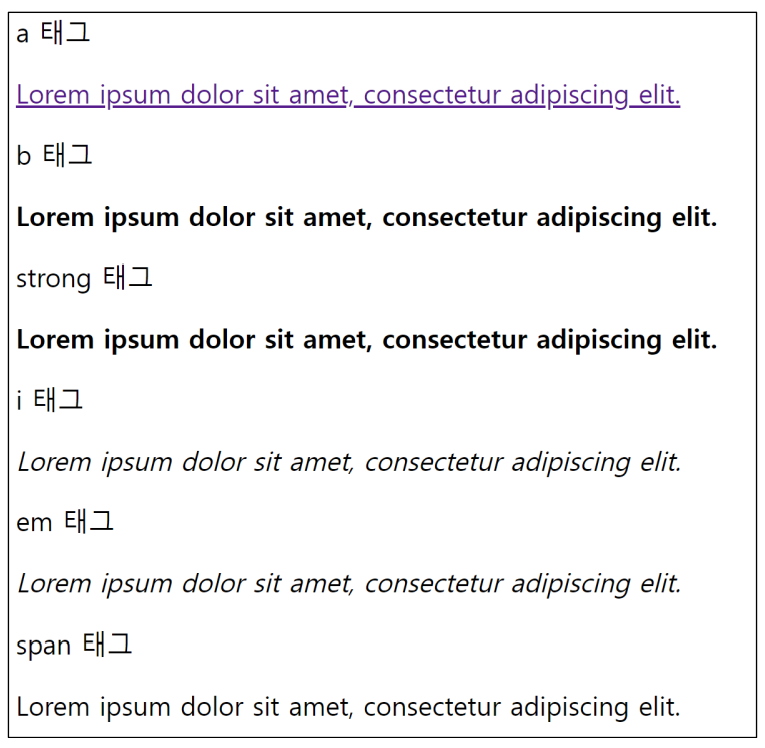 a 태그
Lorem ipsum dolor sit amet, consectetur adipiscing elit.
b 태그
Lorem ipsum dolor sit amet, consectetur adipiscing elit.
strong 태그
Lorem ipsum dolor sit amet, consectetur adipiscing elit.
i 태그
Lorem ipsum dolor sit amet, consectetur adipiscing elit.
em 태그
Lorem ipsum dolor sit amet, consectetur adipiscing elit.
span 태그
Lorem ipsum dolor sit amet, consectetur adipiscing elit.